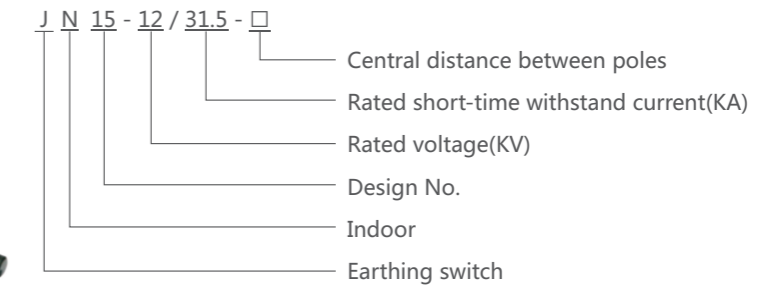 J N 15 - 12 / 31.5 - □
Central distance between poles
Rated short-time withstand current(KA)
Rated voltage(KV)
Design No.
Indoor
Earthing switch